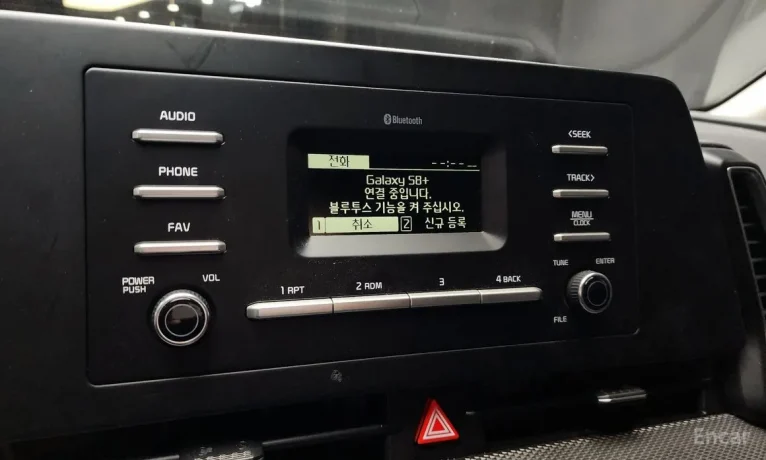 Bluetooth
AUDIO
PHONE
FAV
POWER
PUSH
VOL
전화
--:-- --
Galaxy S8+
연결 중입니다.
블루투스 기능을 켜 주십시오.
1 취소 2 신규 등록
1 RPT
2 RDM
3
4 BACK
<SEEK
TRACK>
MENU
CLOCK
TUNE
ENTER
FILE
Encar